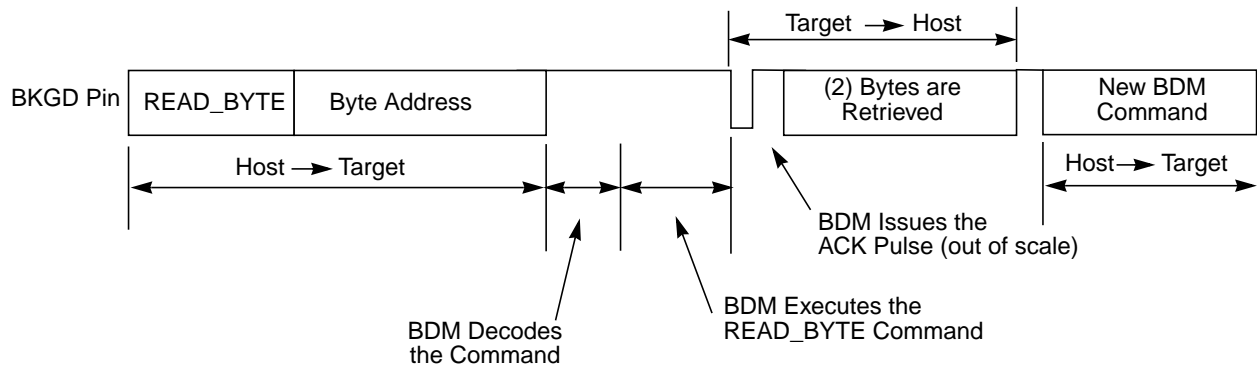 Target → Host
BKGD Pin
READ_BYTE
Byte Address
(2) Bytes are
Retrieved
New BDM
Command
Host → Target
Host → Target
BDM Issues the
ACK Pulse (out of scale)
BDM Decodes
the Command
BDM Executes the
READ_BYTE Command